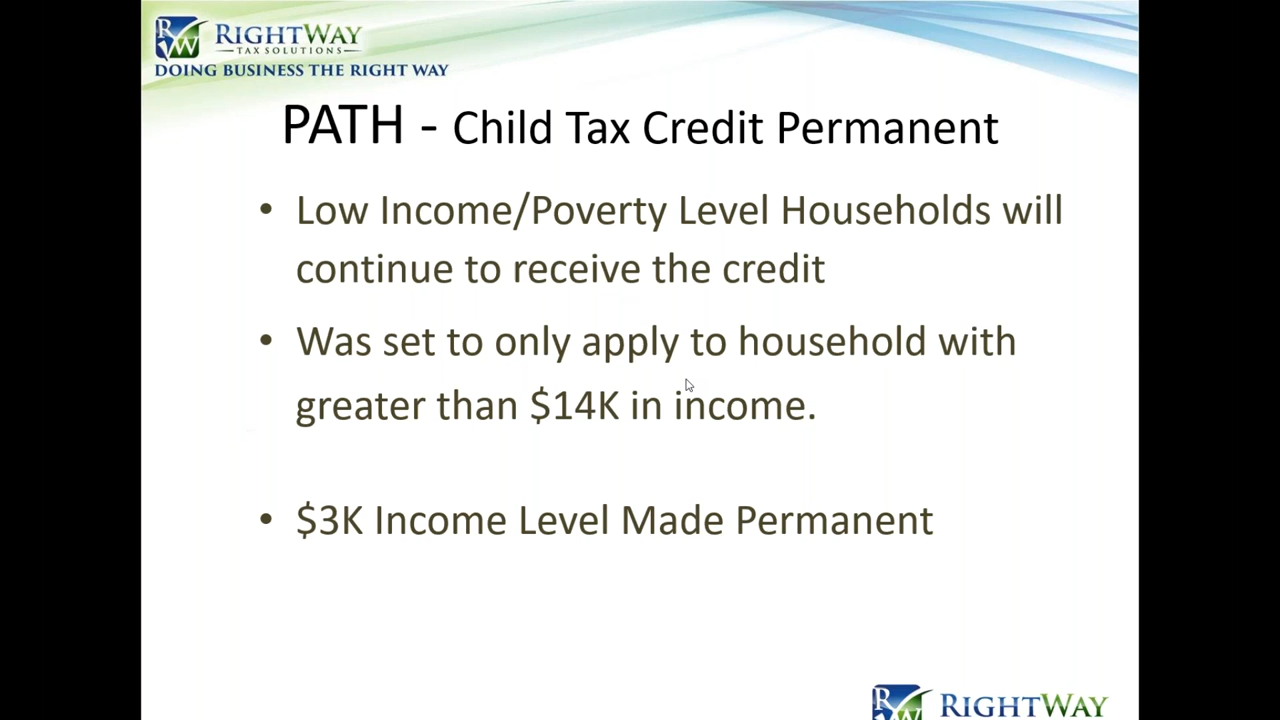 RW RIGHTWAY
TAX SOLUTIONS
DOING BUSINESS THE RIGHT WAY
PATH - Child Tax Credit Permanent
• Low Income/Poverty Level Households will
continue to receive the credit
• Was set to only apply to household with
greater than $14K in income.
• $3K Income Level Made Permanent
RW RIGHTWAY